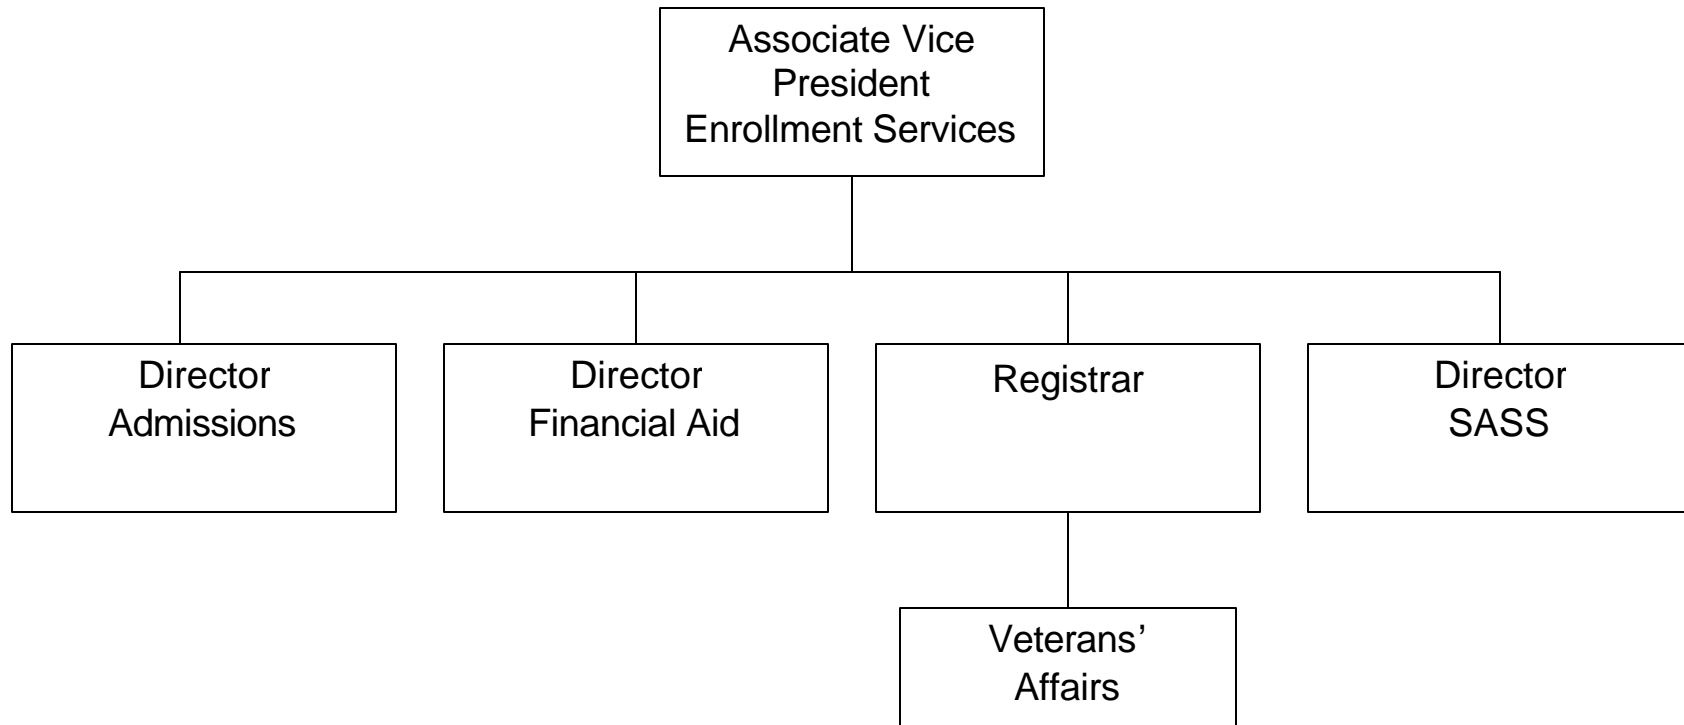 Associate Vice
President
Enrollment Services
Director
Admissions
Director
Financial Aid
Registrar
Director
SASS
Veterans’
Affairs